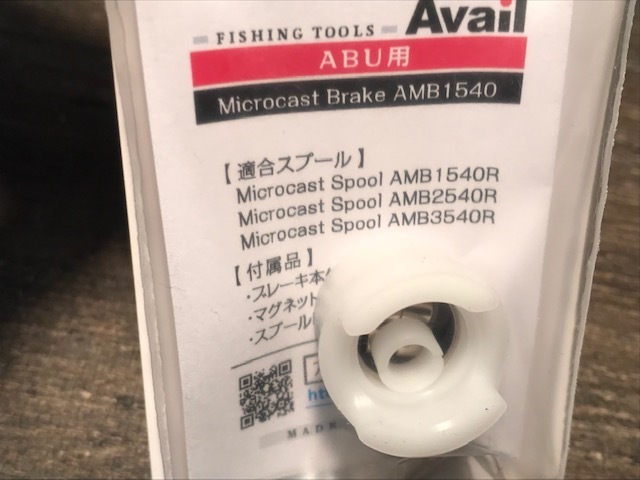 Avail
FISHING TOOLS
ABU用
Microcast Brake AMB1540
【適合スプール】
Microcast Spool AMB1540R
Microcast Spool AMB2540R
Microcast Spool AMB3540R
【付属品】
・ブレーキ本
・マグネット
・スプール
MADE